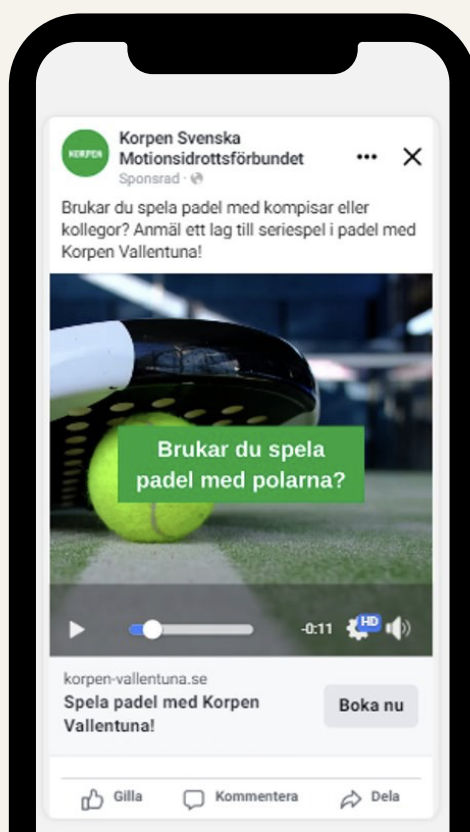 KORPEN
Korpen Svenska
Motionsidrottsförbundet
Sponsrad ·
Brukar du spela padel med kompisar eller
kollegor? Anmäl ett lag till seriespel i padel med
Korpen Vallentuna!
Brukar du spela
padel med polarna?
-0:11 HD
korpen-vallentuna.se
Spela padel med Korpen
Vallentuna!
Boka nu
Gilla Kommentera Dela